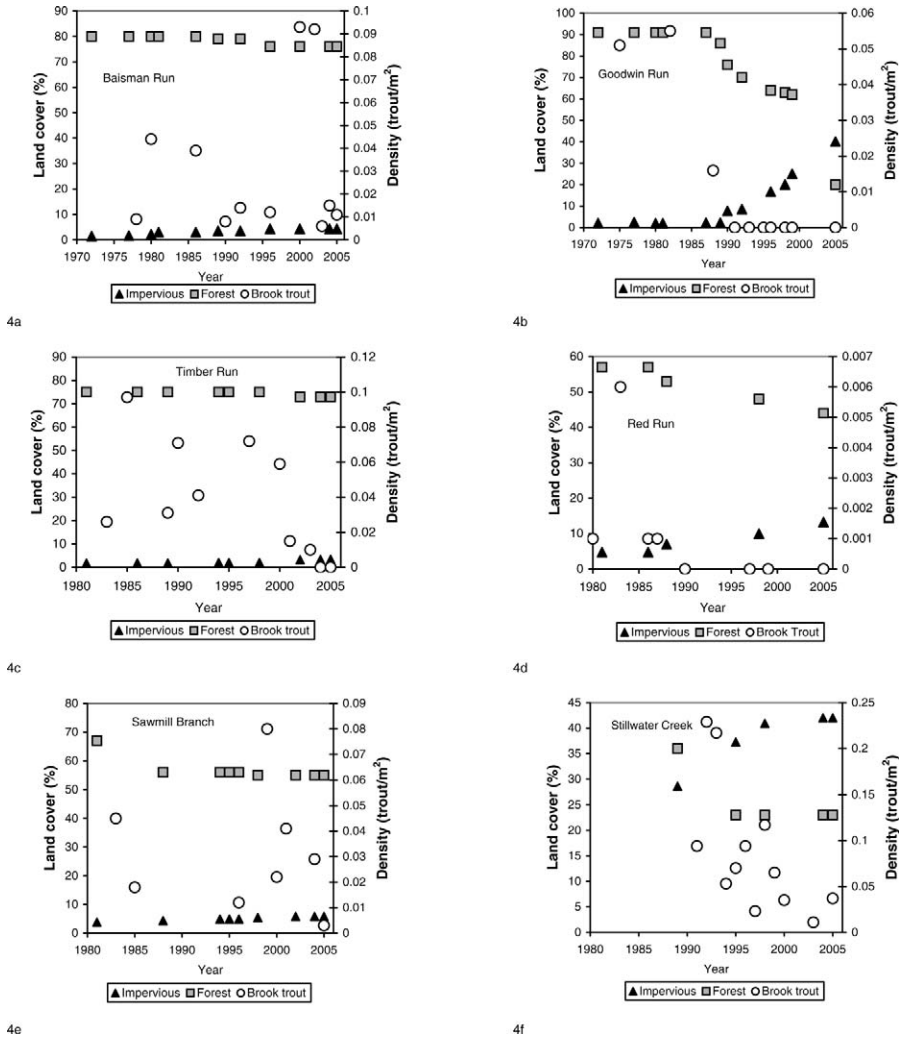 Baisman Run
Land cover (%)
90
80
70
60
50
40
30
20
10
0
1970 1975 1980 1985 1990 1995 2000 2005
Year
0.1
0.09
0.08
0.07
0.06
0.05
0.04
0.03
0.02
0.01
0
Density (trout/m²)
Impervious Forest Brook trout
4a
Goodwin Run
Land cover (%)
100
90
80
70
60
50
40
30
20
10
0
1970 1975 1980 1985 1990 1995 2000 2005
Year
0.06
0.05
0.04
0.03
0.02
0.01
0
Density (trout/m²)
Impervious Forest Brook trout
4b
Timber Run
Land cover (%)
90
80
70
60
50
40
30
20
10
0
1980 1985 1990 1995 2000 2005
Year
0.12
0.1
0.08
0.06
0.04
0.02
0
Density (trout/m²)
Impervious Forest Brook trout
4c
Red Run
Land cover (%)
60
50
40
30
20
10
0
1980 1985 1990 1995 2000 2005
Year
0.007
0.006
0.005
0.004
0.003
0.002
0.001
0
Density (trout/m²)
Impervious Forest Brook Trout
4d
Sawmill Branch
Land cover (%)
80
70
60
50
40
30
20
10
0
1980 1985 1990 1995 2000 2005
Year
0.09
0.08
0.07
0.06
0.05
0.04
0.03
0.02
0.01
0
Density (trout/m²)
Impervious Forest Brook trout
4e
Stillwater Creek
Land cover (%)
45
40
35
30
25
20
15
10
5
0
1980 1985 1990 1995 2000 2005
Year
0.25
0.2
0.15
0.1
0.05
0
Density (trout/m²)
Impervious Forest Brook trout
4f